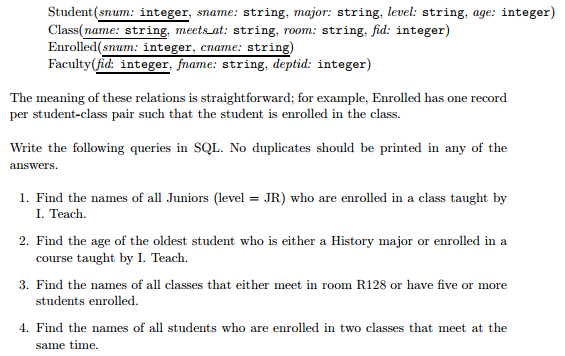 Student(snum: integer, sname: string, major: string, level: string, age: integer)
Class(name: string, meets_at: string, room: string, fid: integer)
Enrolled(snum: integer, cname: string)
Faculty(fid: integer, fname: string, deptid: integer)
The meaning of these relations is straightforward; for example, Enrolled has one record
per student-class pair such that the student is enrolled in the class.
Write the following queries in SQL. No duplicates should be printed in any of the
answers.
1. Find the names of all Juniors (level = JR) who are enrolled in a class taught by
I. Teach.
2. Find the age of the oldest student who is either a History major or enrolled in a
course taught by I. Teach.
3. Find the names of all classes that either meet in room R128 or have five or more
students enrolled.
4. Find the names of all students who are enrolled in two classes that meet at the
same time.